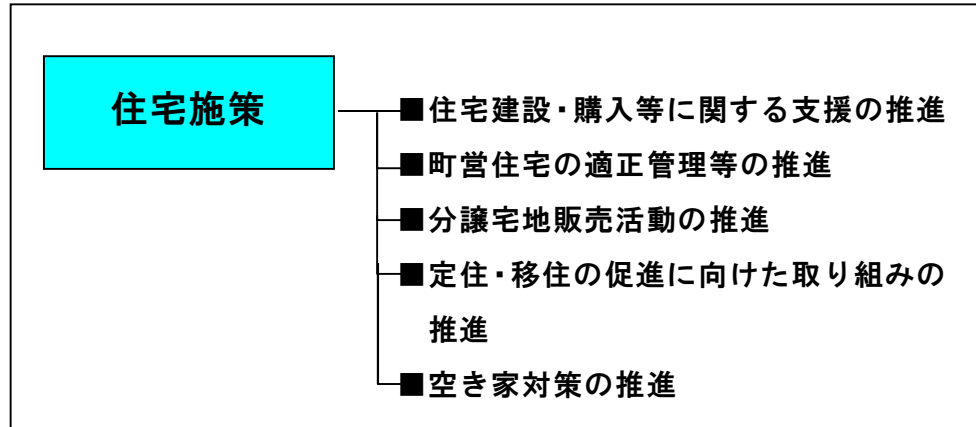 住宅施策
■住宅建設・購入等に関する支援の推進
■町営住宅の適正管理等の推進
■分譲宅地販売活動の推進
■定住・移住の促進に向けた取り組みの
推進
■空き家対策の推進